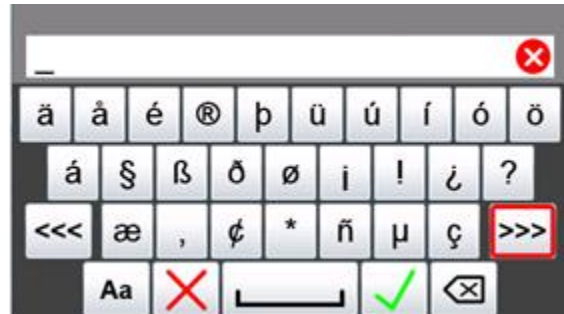 _
ä å é ® þ ü ú í ó ö
á § ß ð ø ¡ ! ¿ ?
<<< æ , ¢ * ñ µ ç >>>
Aa